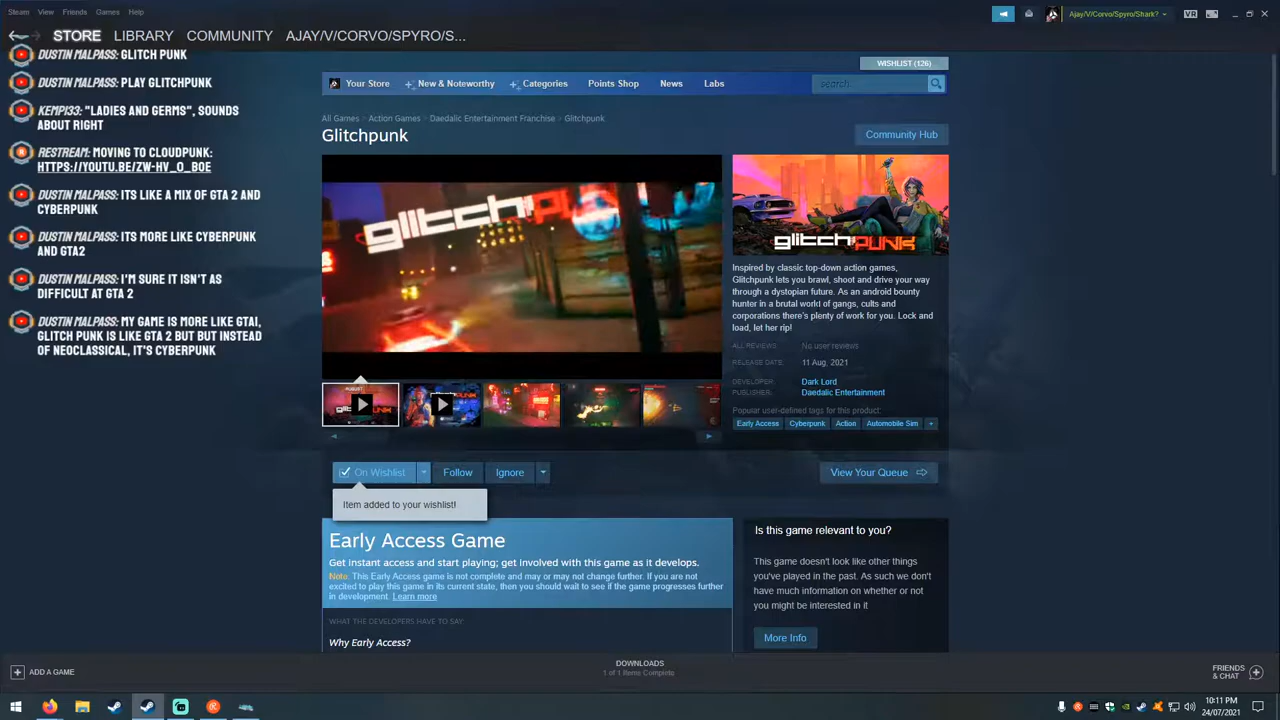 Steam View Friends Games Help
Ajay/V/Corvo/Spyro/Shark?
VR
STORE LIBRARY COMMUNITY AJAY/V/CORVO/SPYRO/S...
DUSTIN MALPASS: GLITCH PUNK
DUSTIN MALPASS: PLAY GLITCHPUNK
KEMPI33: "LADIES AND GERMS", SOUNDS
ABOUT RIGHT
RESTREAM: MOVING TO CLOUDPUNK:
HTTPS://YOUTU.BE/ZW-HV_O_BOE
DUSTIN MALPASS: ITS LIKE A MIX OF GTA 2 AND
CYBERPUNK
DUSTIN MALPASS: ITS MORE LIKE CYBERPUNK
AND GTA2
DUSTIN MALPASS: I'M SURE IT ISN'T AS
DIFFICULT AT GTA 2
DUSTIN MALPASS: MY GAME IS MORE LIKE GTAI,
GLITCH PUNK IS LIKE GTA 2 BUT BUT INSTEAD
OF NEOCLASSICAL, IT'S CYBERPUNK
WISHLIST (126)
Your Store New & Noteworthy Categories Points Shop News Labs
search
All Games > Action Games > Daedalic Entertainment Franchise > Glitchpunk
Glitchpunk
Community Hub
glitchPUNK
glitchPUNK
Inspired by classic top-down action games,
Glitchpunk lets you brawl, shoot and drive your way
through a dystopian future. As an android bounty
hunter in a brutal world of gangs, cults and
corporations there's plenty of work for you. Lock and
load, let her rip!
ALL REVIEWS: No user reviews
RELEASE DATE: 11 Aug, 2021
DEVELOPER: Dark Lord
PUBLISHER: Daedalic Entertainment
Popular user-defined tags for this product:
Early Access Cyberpunk Action Automobile Sim +
AUGUST
On Wishlist Follow Ignore
View Your Queue
Item added to your wishlist!
Early Access Game
Get instant access and start playing; get involved with this game as it develops.
Note: This Early Access game is not complete and may or may not change further. If you are not
excited to play this game in its current state, then you should wait to see if the game progresses further
in development. Learn more
WHAT THE DEVELOPERS HAVE TO SAY:
Why Early Access?
Is this game relevant to you?
This game doesn't look like other things
you've played in the past. As such we don't
have much information on whether or not
you might be interested in it
More Info
ADD A GAME
DOWNLOADS
1 of 1 Items Complete
FRIENDS
& CHAT
10:11 PM
24/07/2021